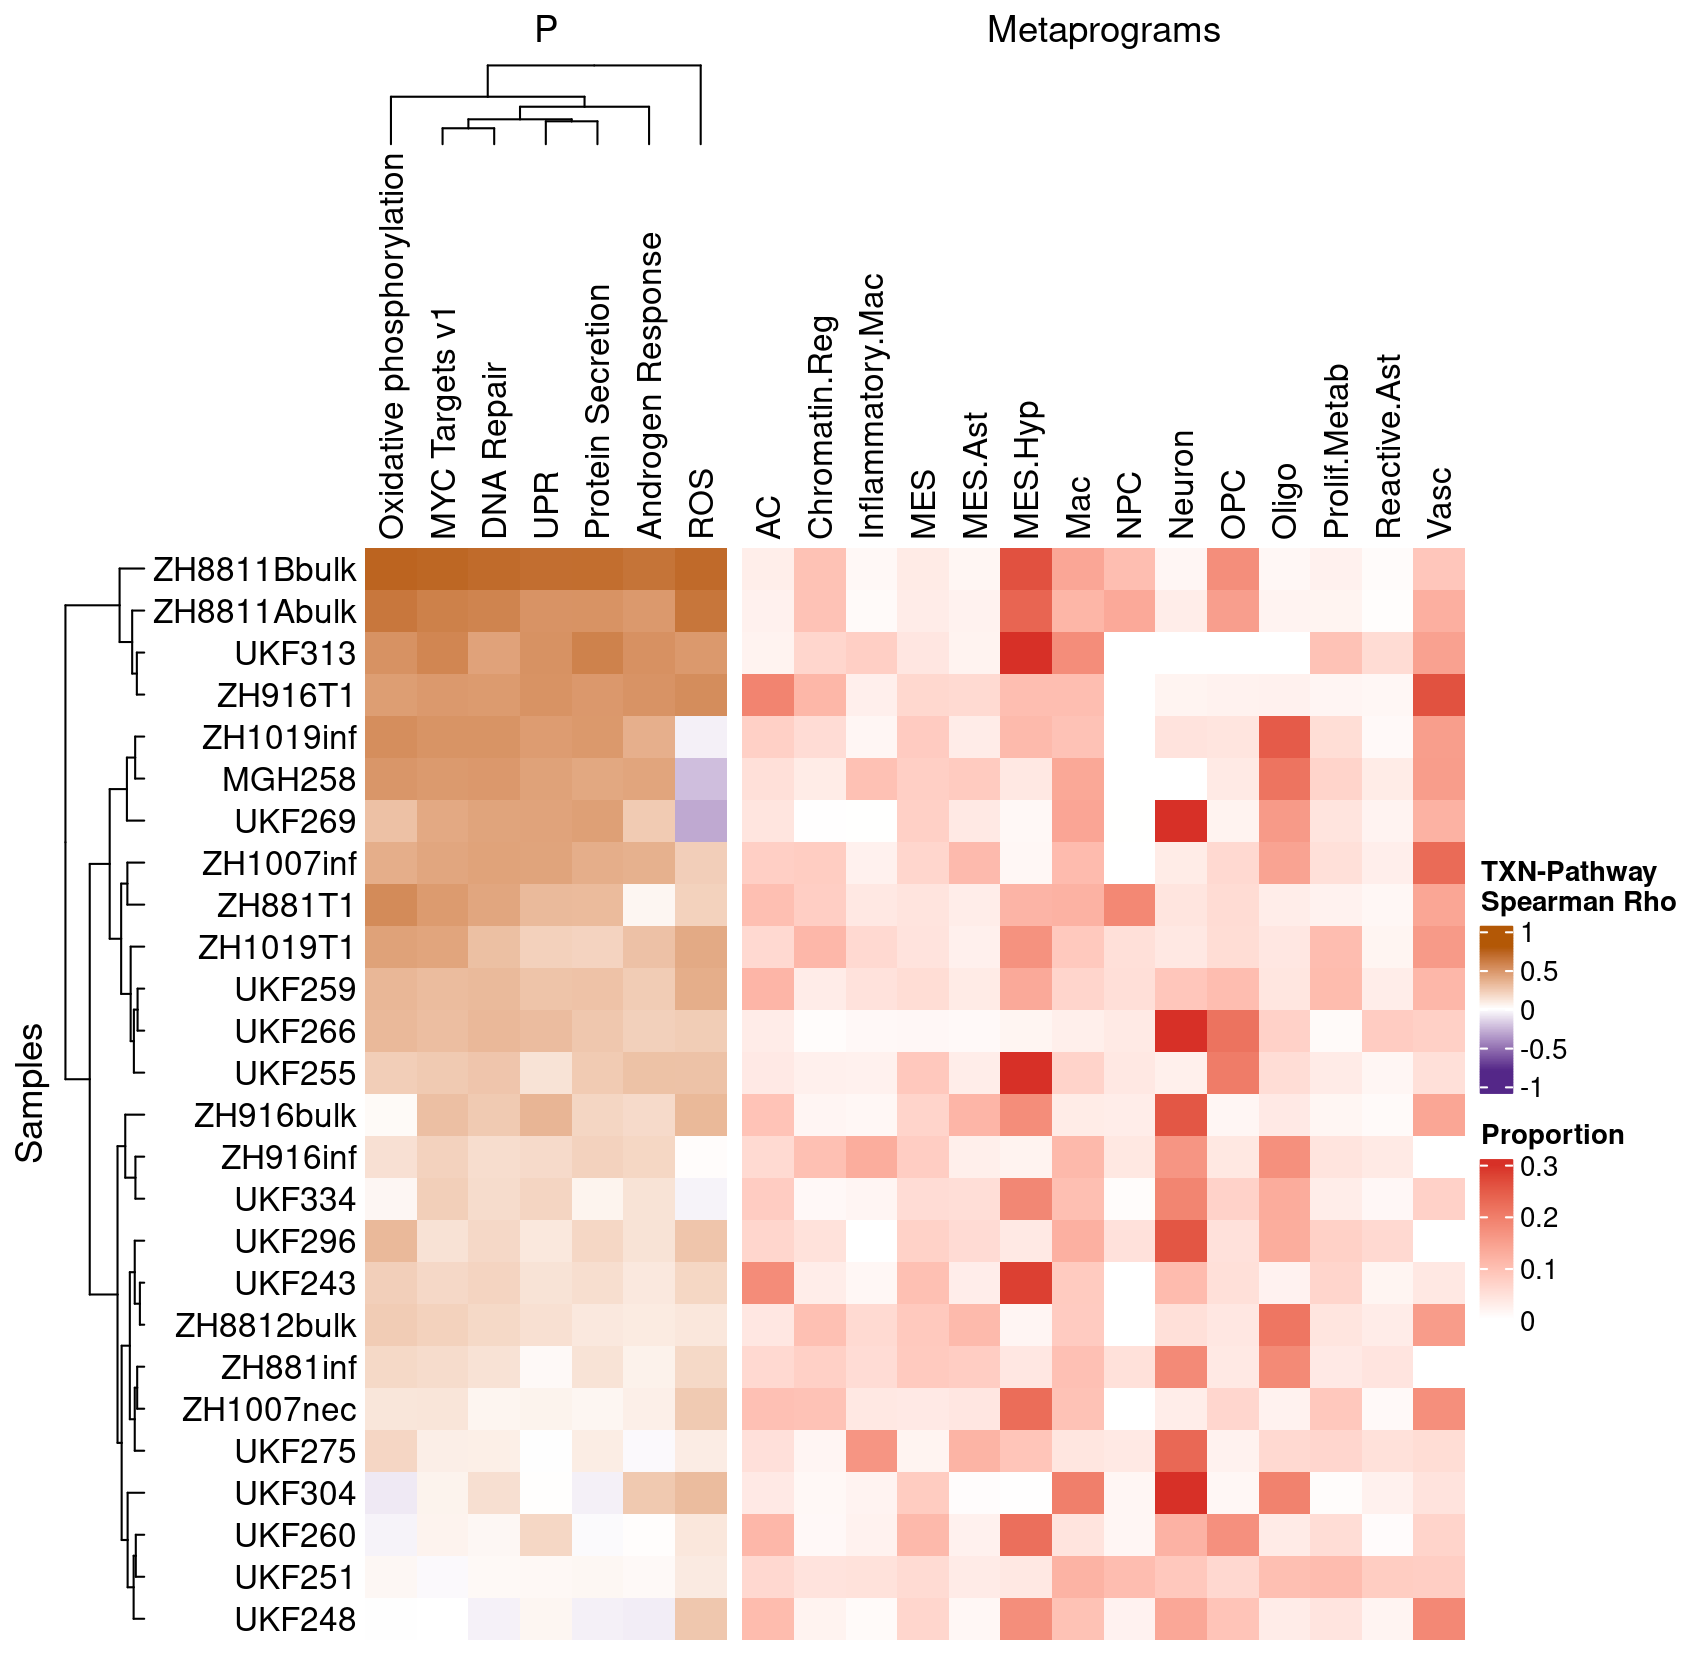 P
Metaprograms
Oxidative phosphorylation
MYC Targets v1
DNA Repair
UPR
Protein Secretion
Androgen Response
ROS
AC
Chromatin.Reg
Inflammatory.Mac
MES
MES.Ast
MES.Hyp
Mac
NPC
Neuron
OPC
Oligo
Prolif.Metab
Reactive.Ast
Vasc
Samples
ZH8811Bbulk
ZH8811Abulk
UKF313
ZH916T1
ZH1019inf
MGH258
UKF269
ZH1007inf
ZH881T1
ZH1019T1
UKF259
UKF266
UKF255
ZH916bulk
ZH916inf
UKF334
UKF296
UKF243
ZH8812bulk
ZH881inf
ZH1007nec
UKF275
UKF304
UKF260
UKF251
UKF248
TXN-Pathway
Spearman Rho
1
0.5
0
-0.5
-1
Proportion
0.3
0.2
0.1
0